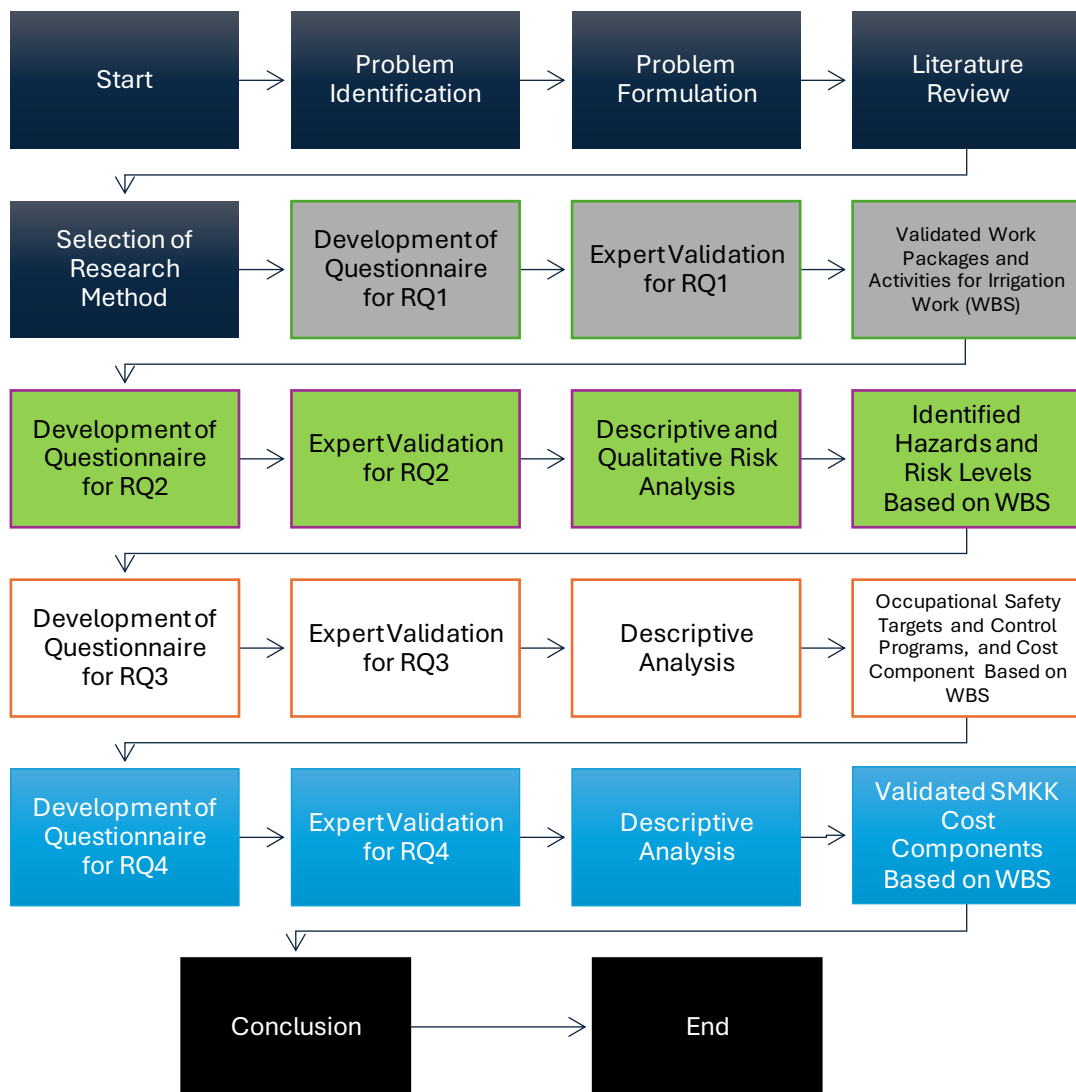 Start
Problem
Identification
Problem
Formulation
Literature
Review
Selection of
Research
Method
Development of
Questionnaire
for RQ1
Expert Validation
for RQ1
Validated Work
Packages and
Activities for Irrigation
Work (WBS)
Development of
Questionnaire
for RQ2
Expert Validation
for RQ2
Descriptive and
Qualitative Risk
Analysis
Identified
Hazards and
Risk Levels
Based on WBS
Development of
Questionnaire
for RQ3
Expert Validation
for RQ3
Descriptive
Analysis
Occupational Safety
Targets and Control
Programs, and Cost
Component Based on
WBS
Development of
Questionnaire
for RQ4
Expert Validation
for RQ4
Descriptive
Analysis
Validated SMKK
Cost
Components
Based on WBS
Conclusion
End